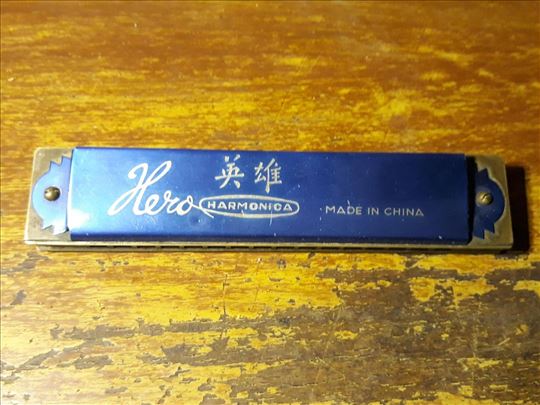 英雄
Hero HARMONICA
MADE IN CHINA